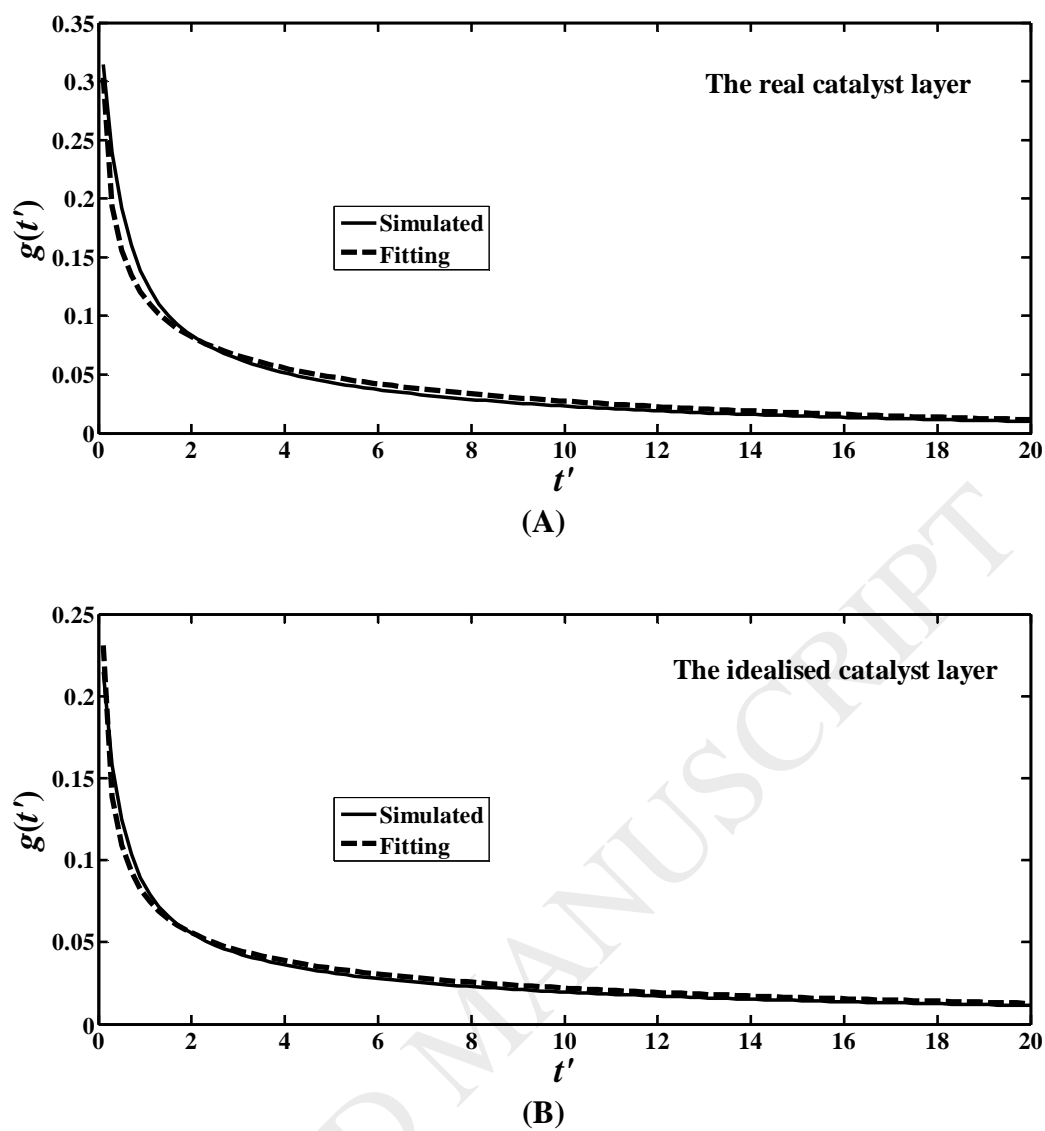 0.35
0.3
0.25
0.2
0.15
0.1
0.05
0
g(t')
The real catalyst layer
Simulated
Fitting
0 2 4 6 8 10 12 14 16 18 20
t'
(A)
0.25
0.2
0.15
0.1
0.05
0
g(t')
The idealised catalyst layer
Simulated
Fitting
0 2 4 6 8 10 12 14 16 18 20
t'
(B)
D MANUSCRIPT